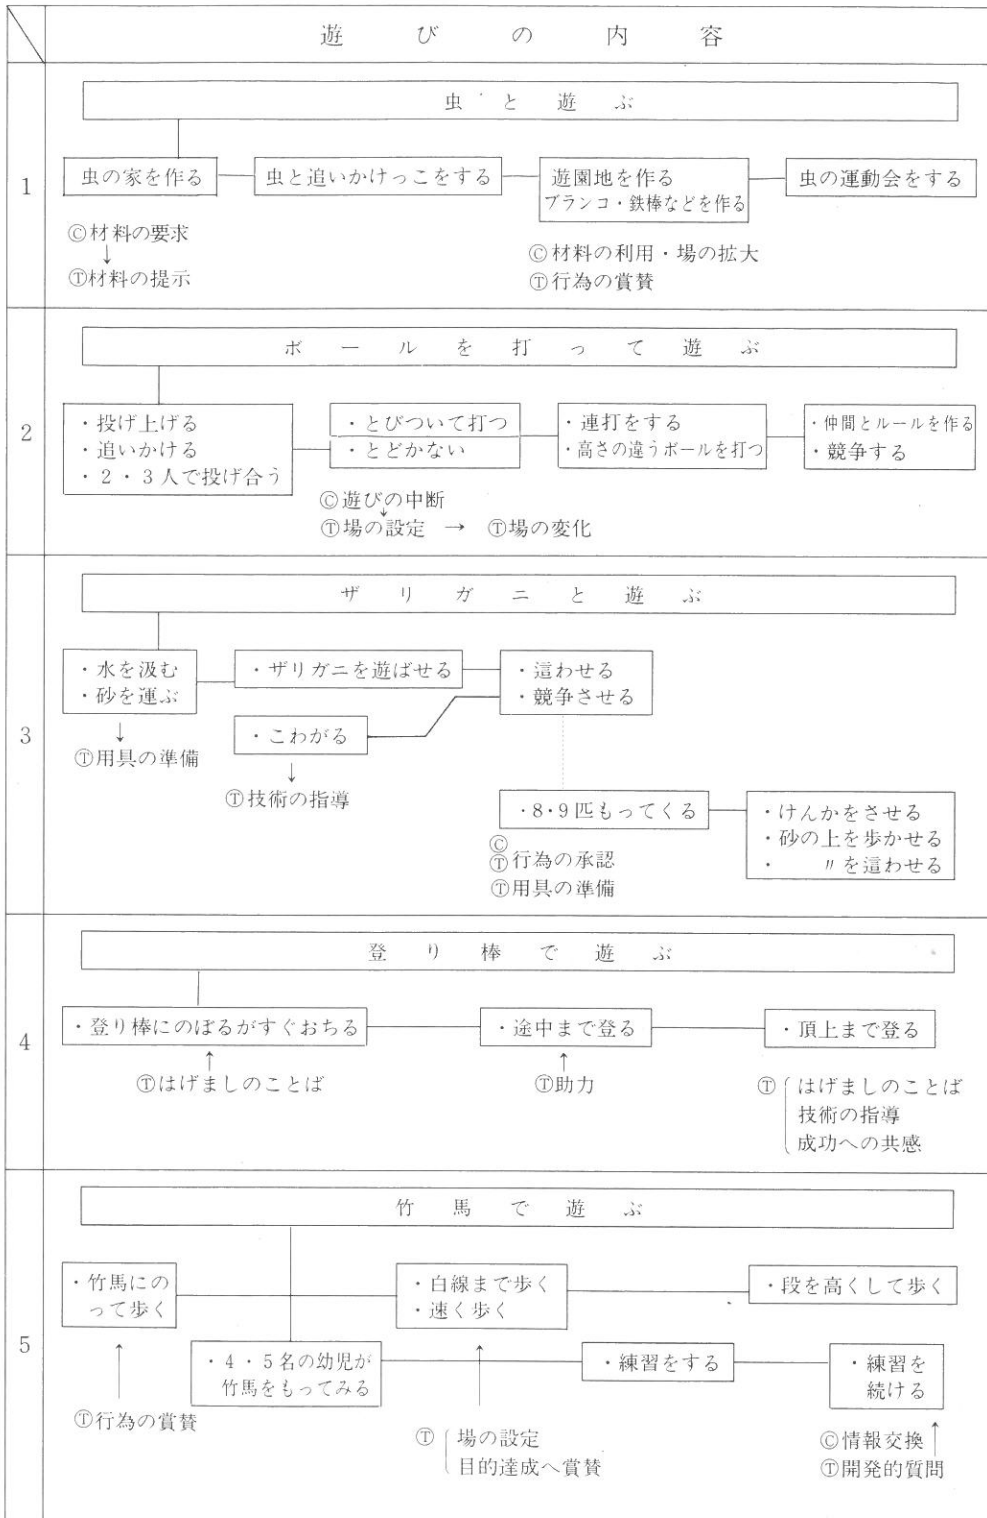 遊びの内容
1
虫と遊ぶ
虫の家を作る
虫と追いかけっこをする
遊園地を作る
ブランコ・鉄棒などを作る
虫の運動会をする
Ⓒ材料の要求
↓
Ⓣ材料の提示
Ⓒ材料の利用・場の拡大
Ⓣ行為の賞賛
2
ボールを打って遊ぶ
・投げ上げる
・追いかける
・2・3人で投げ合う
・とびついて打つ
・とどかない
・連打をする
・高さの違うボールを打つ
・仲間とルールを作る
・競争する
Ⓒ遊びの中断
↓
Ⓣ場の設定 → Ⓣ場の変化
3
ザリガニと遊ぶ
・水を汲む
・砂を運ぶ
・ザリガニを遊ばせる
・這わせる
・競争させる
・こわがる
↓
Ⓣ用具の準備
↓
Ⓣ技術の指導
・8・9匹もってくる
・けんかをさせる
・砂の上を歩かせる
・　〃を這わせる
Ⓒ
Ⓣ行為の承認
Ⓣ用具の準備
4
登り棒で遊ぶ
・登り棒にのぼるがすぐおちる
・途中まで登る
・頂上まで登る
↑
Ⓣはげましのことば
↑
Ⓣ助力
Ⓣはげましのことば
技術の指導
成功への共感
5
竹馬で遊ぶ
・竹馬にの
って歩く
・白線まで歩く
・速く歩く
・段を高くして歩く
・4・5名の幼児が
竹馬をもってみる
・練習をする
・練習を
続ける
↑
Ⓣ行為の賞賛
↑
Ⓣ場の設定
目的達成へ賞賛
Ⓒ情報交換↑
Ⓣ開発的質問